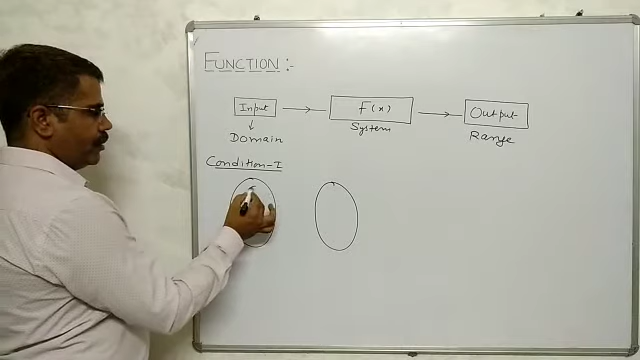 FUNCTION :-
Input
f(x)
Output
Domain
System
Range
Condition-I